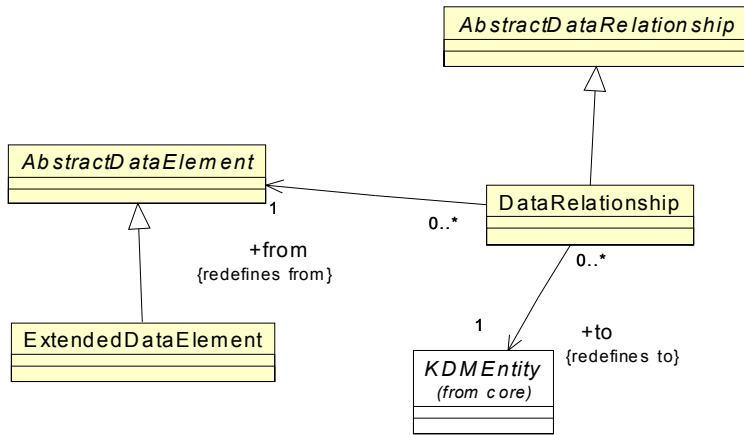 AbstractDataRelationship
AbstractDataElement
1
0..*
DataRelationship
+from
{redefines from}
0..*
ExtendedDataElement
1
+to
{redefines to}
KDMEntity
(from core)